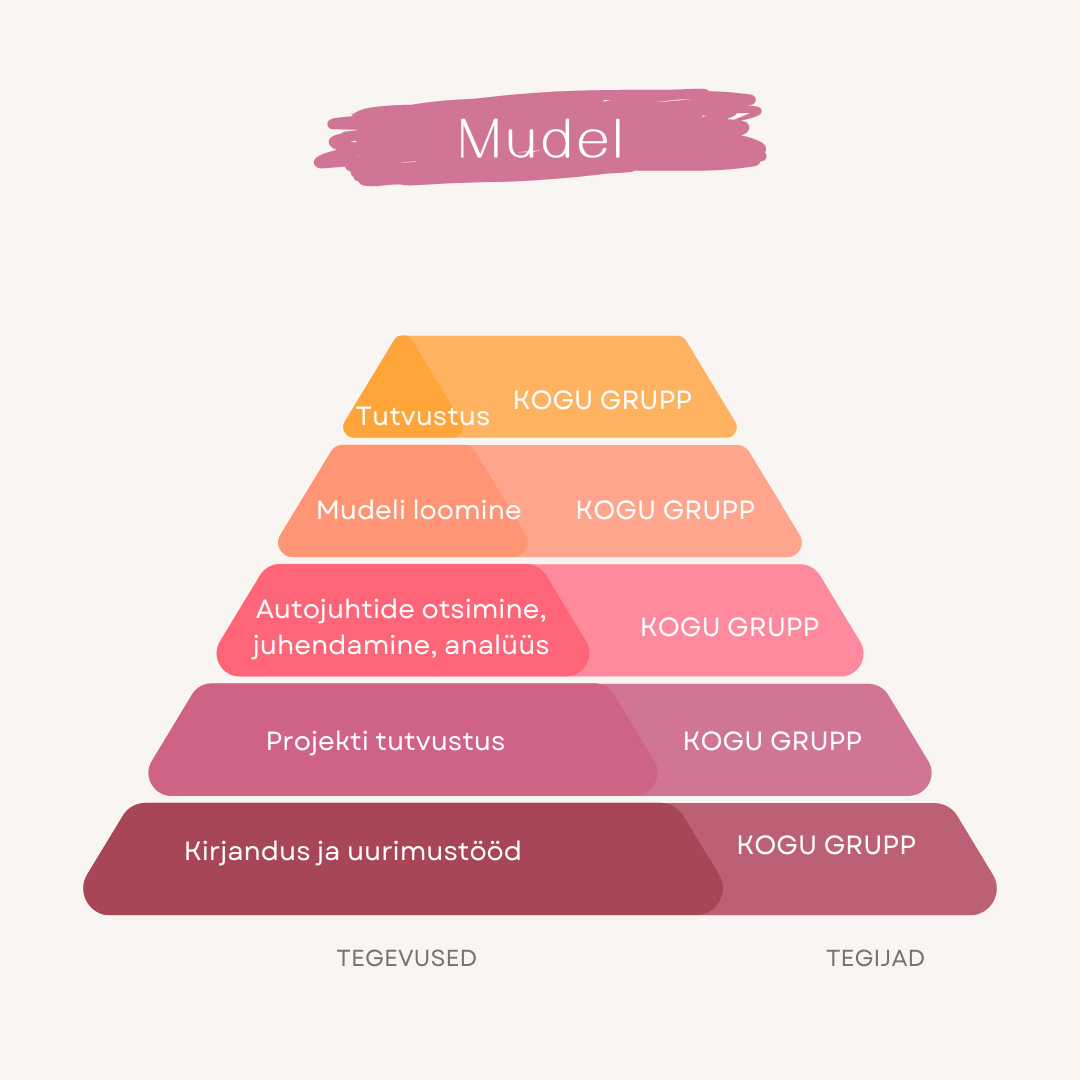 Mudel
Tutvustus
KOGU GRUPP
Mudeli loomine
KOGU GRUPP
Autojuhtide otsimine,
juhendamine, analüüs
KOGU GRUPP
Projekti tutvustus
KOGU GRUPP
Kirjandus ja uurimustööd
KOGU GRUPP
TEGEVUSED
TEGIJAD